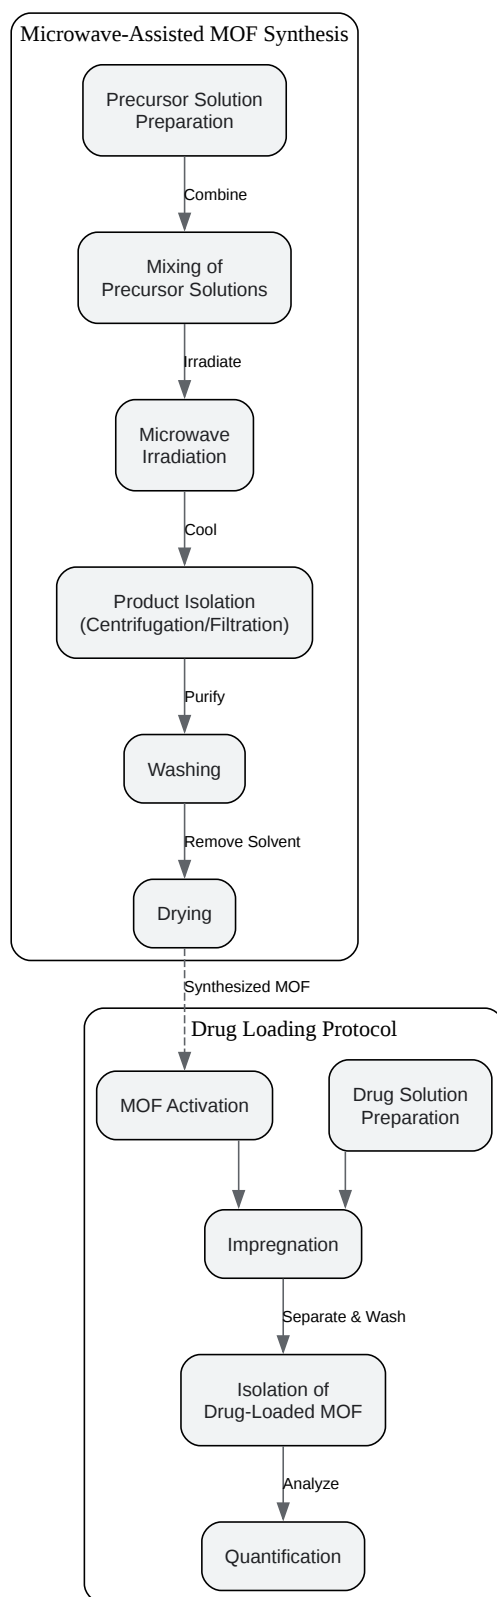 Microwave-Assisted MOF Synthesis
Precursor Solution
Preparation
Combine
Mixing of
Precursor Solutions
Irradiate
Microwave
Irradiation
Cool
Product Isolation
(Centrifugation/Filtration)
Purify
Washing
Remove Solvent
Drying
Synthesized MOF
Drug Loading Protocol
MOF Activation
Drug Solution
Preparation
Impregnation
Separate & Wash
Isolation of
Drug-Loaded MOF
Analyze
Quantification